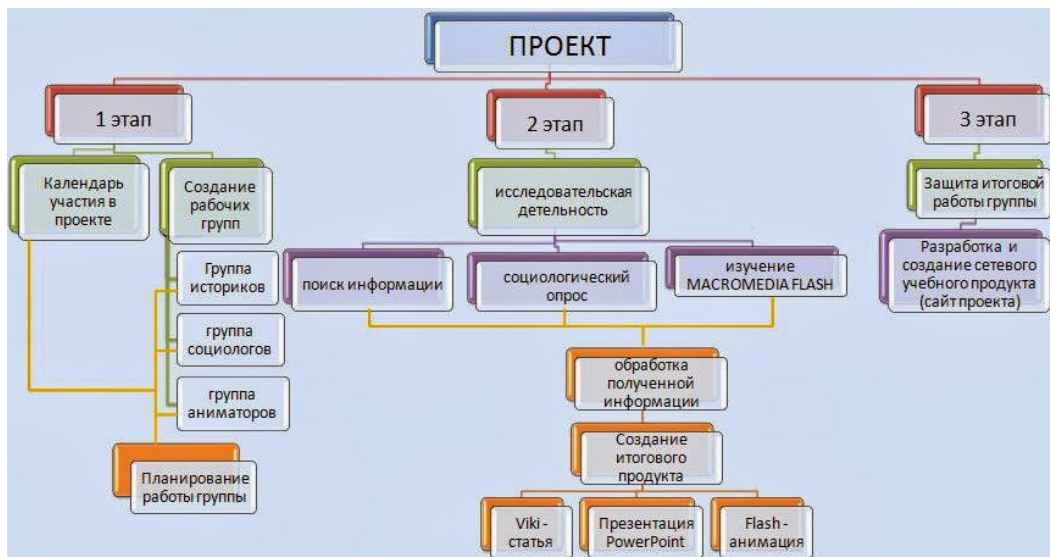 ПРОЕКТ
1 этап
2 этап
3 этап
Календарь
участия в
проекте
Создание
рабочих
групп
исследовательская
детельность
Защита итоговой
работы группы
Группа
историков
поиск информации
социологический
опрос
изучение
MACROMEDIA FLASH
Разработка и
создание сетевого
учебного продукта
(сайт проекта)
группа
социологов
группа
аниматоров
обработка
полученной
информации
Создание
итогового
продукта
Планирование
работы группы
Viki -
статья
Презентация
PowerPoint
Flash -
анимация